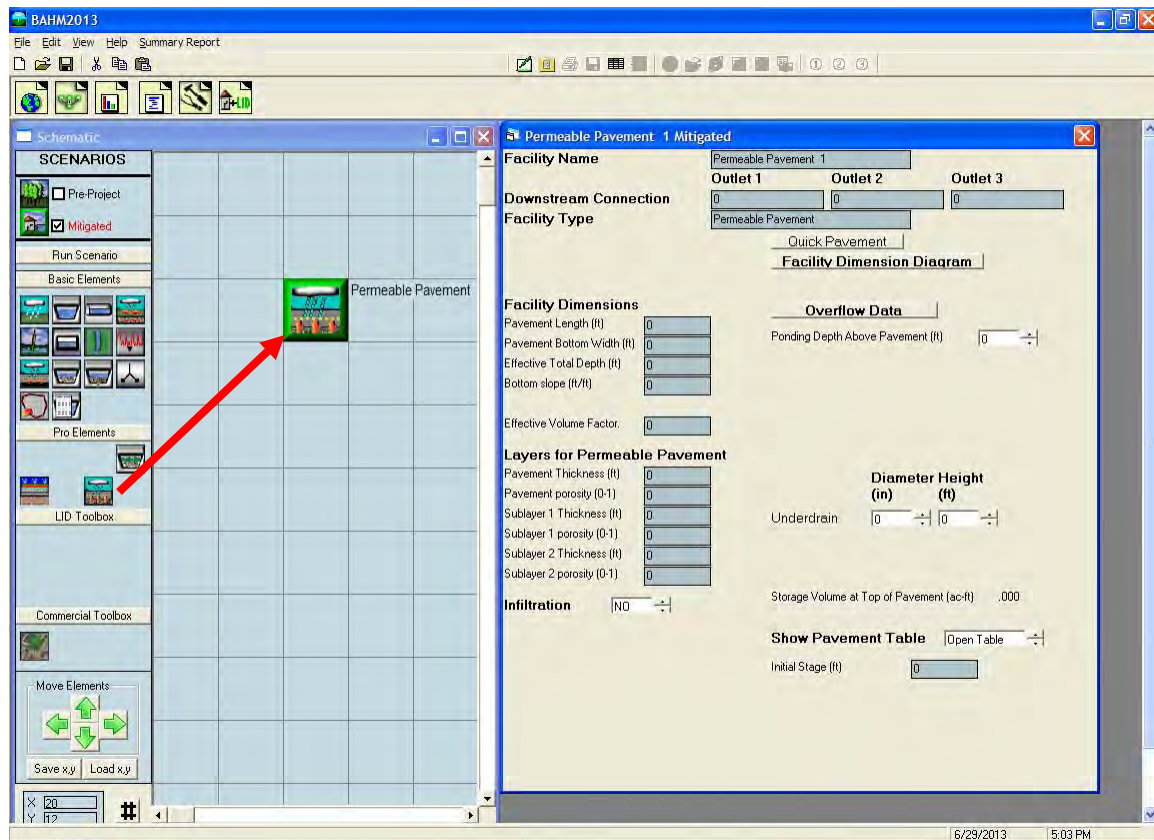 BAHM2013
File Edit View Help Summary Report
1 2 3
+LID
Schematic
SCENARIOS
Pre-Project
Mitigated
Run Scenario
Basic Elements
Pro Elements
LID Toolbox
Commercial Toolbox
Move Elements
Save x,y Load x,y
X 20
Y 12
#
Permeable Pavement
Permeable Pavement 1 Mitigated
Facility Name Permeable Pavement 1
Outlet 1 Outlet 2 Outlet 3
Downstream Connection 0 0 0
Facility Type Permeable Pavement
Quick Pavement
Facility Dimension Diagram
Facility Dimensions
Overflow Data
Pavement Length (ft) 0
Ponding Depth Above Pavement (ft) 0
Pavement Bottom Width (ft) 0
Effective Total Depth (ft) 0
Bottom slope (ft/ft) 0
Effective Volume Factor. 0
Layers for Permeable Pavement
Pavement Thickness (ft) 0
Diameter Height
Pavement porosity (0-1) 0
(in) (ft)
Sublayer 1 Thickness (ft) 0
Underdrain 0 0
Sublayer 1 porosity (0-1) 0
Sublayer 2 Thickness (ft) 0
Sublayer 2 porosity (0-1) 0
Infiltration NO
Storage Volume at Top of Pavement (ac-ft) .000
Show Pavement Table Open Table
Initial Stage (ft) 0
6/29/2013 5:03 PM